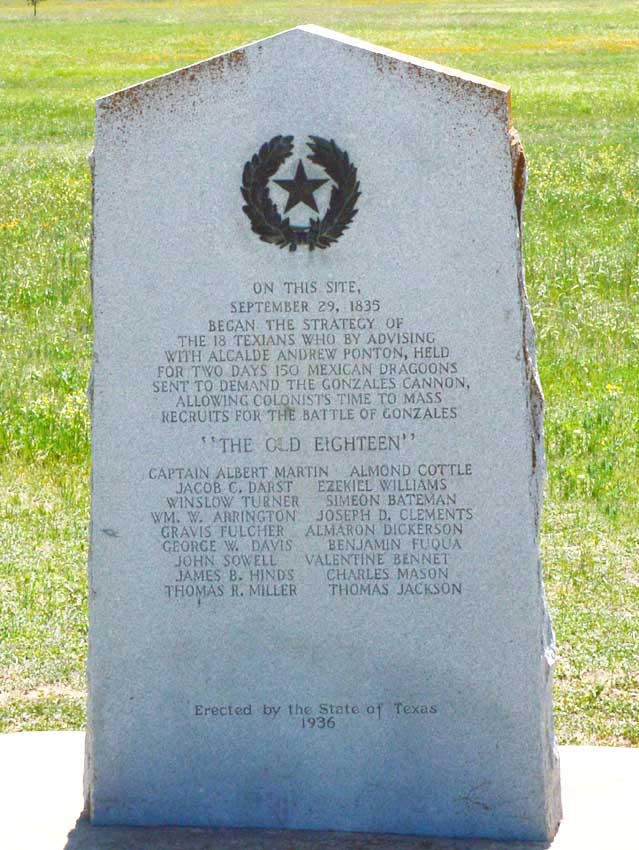 ON THIS SITE,
SEPTEMBER 29, 1835
BEGAN THE STRATEGY OF
THE 18 TEXIANS WHO BY ADVISING
WITH ALCALDE ANDREW PONTON, HELD
FOR TWO DAYS 150 MEXICAN DRAGOONS
SENT TO DEMAND THE GONZALES CANNON,
ALLOWING COLONISTS TIME TO MASS
RECRUITS FOR THE BATTLE OF GONZALES
"THE OLD EIGHTEEN"
CAPTAIN ALBERT MARTIN ALMOND COTTLE
JACOB C. DARST EZEKIEL WILLIAMS
WINSLOW TURNER SIMEON BATEMAN
WM. W. ARRINGTON JOSEPH D. CLEMENTS
GRAVIS FULCHER ALMARON DICKERSON
GEORGE W. DAVIS BENJAMIN FUQUA
JOHN SOWELL VALENTINE BENNET
JAMES B. HINDS CHARLES MASON
THOMAS R. MILLER THOMAS JACKSON
Erected by the State of Texas
1936